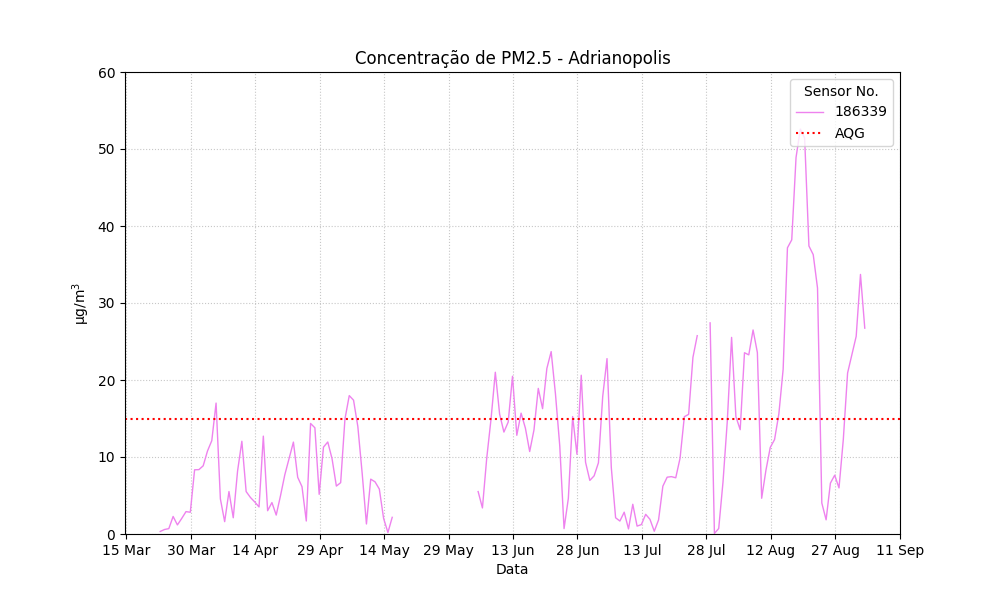 Concentração de PM2.5 - Adrianopolis
Sensor No.
186339
AQG
60
50
40
30
20
10
0
µg/m³
15 Mar 30 Mar 14 Apr 29 Apr 14 May 29 May 13 Jun 28 Jun 13 Jul 28 Jul 12 Aug 27 Aug 11 Sep
Data